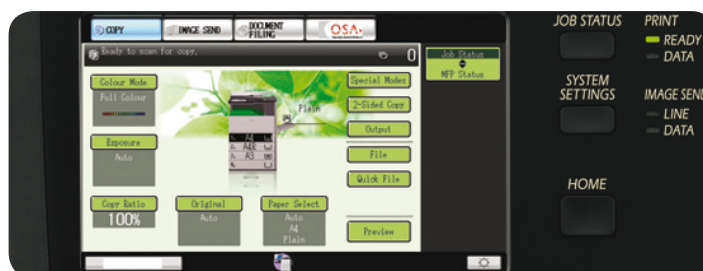 COPY
IMAGE SEND
DOCUMENT
FILING
OSA
Ready to scan for copy.
0
Job Status
MFP Status
Colour Mode
Full Colour
Exposure
Auto
Copy Ratio
100%
Original
Auto
Paper Select
Auto
A4
Plain
Plain
A4
A4R
A3
Special Modes
2-Sided Copy
Output
File
Quick File
Preview
JOB STATUS
SYSTEM
SETTINGS
HOME
PRINT
READY
DATA
IMAGE SEND
LINE
DATA